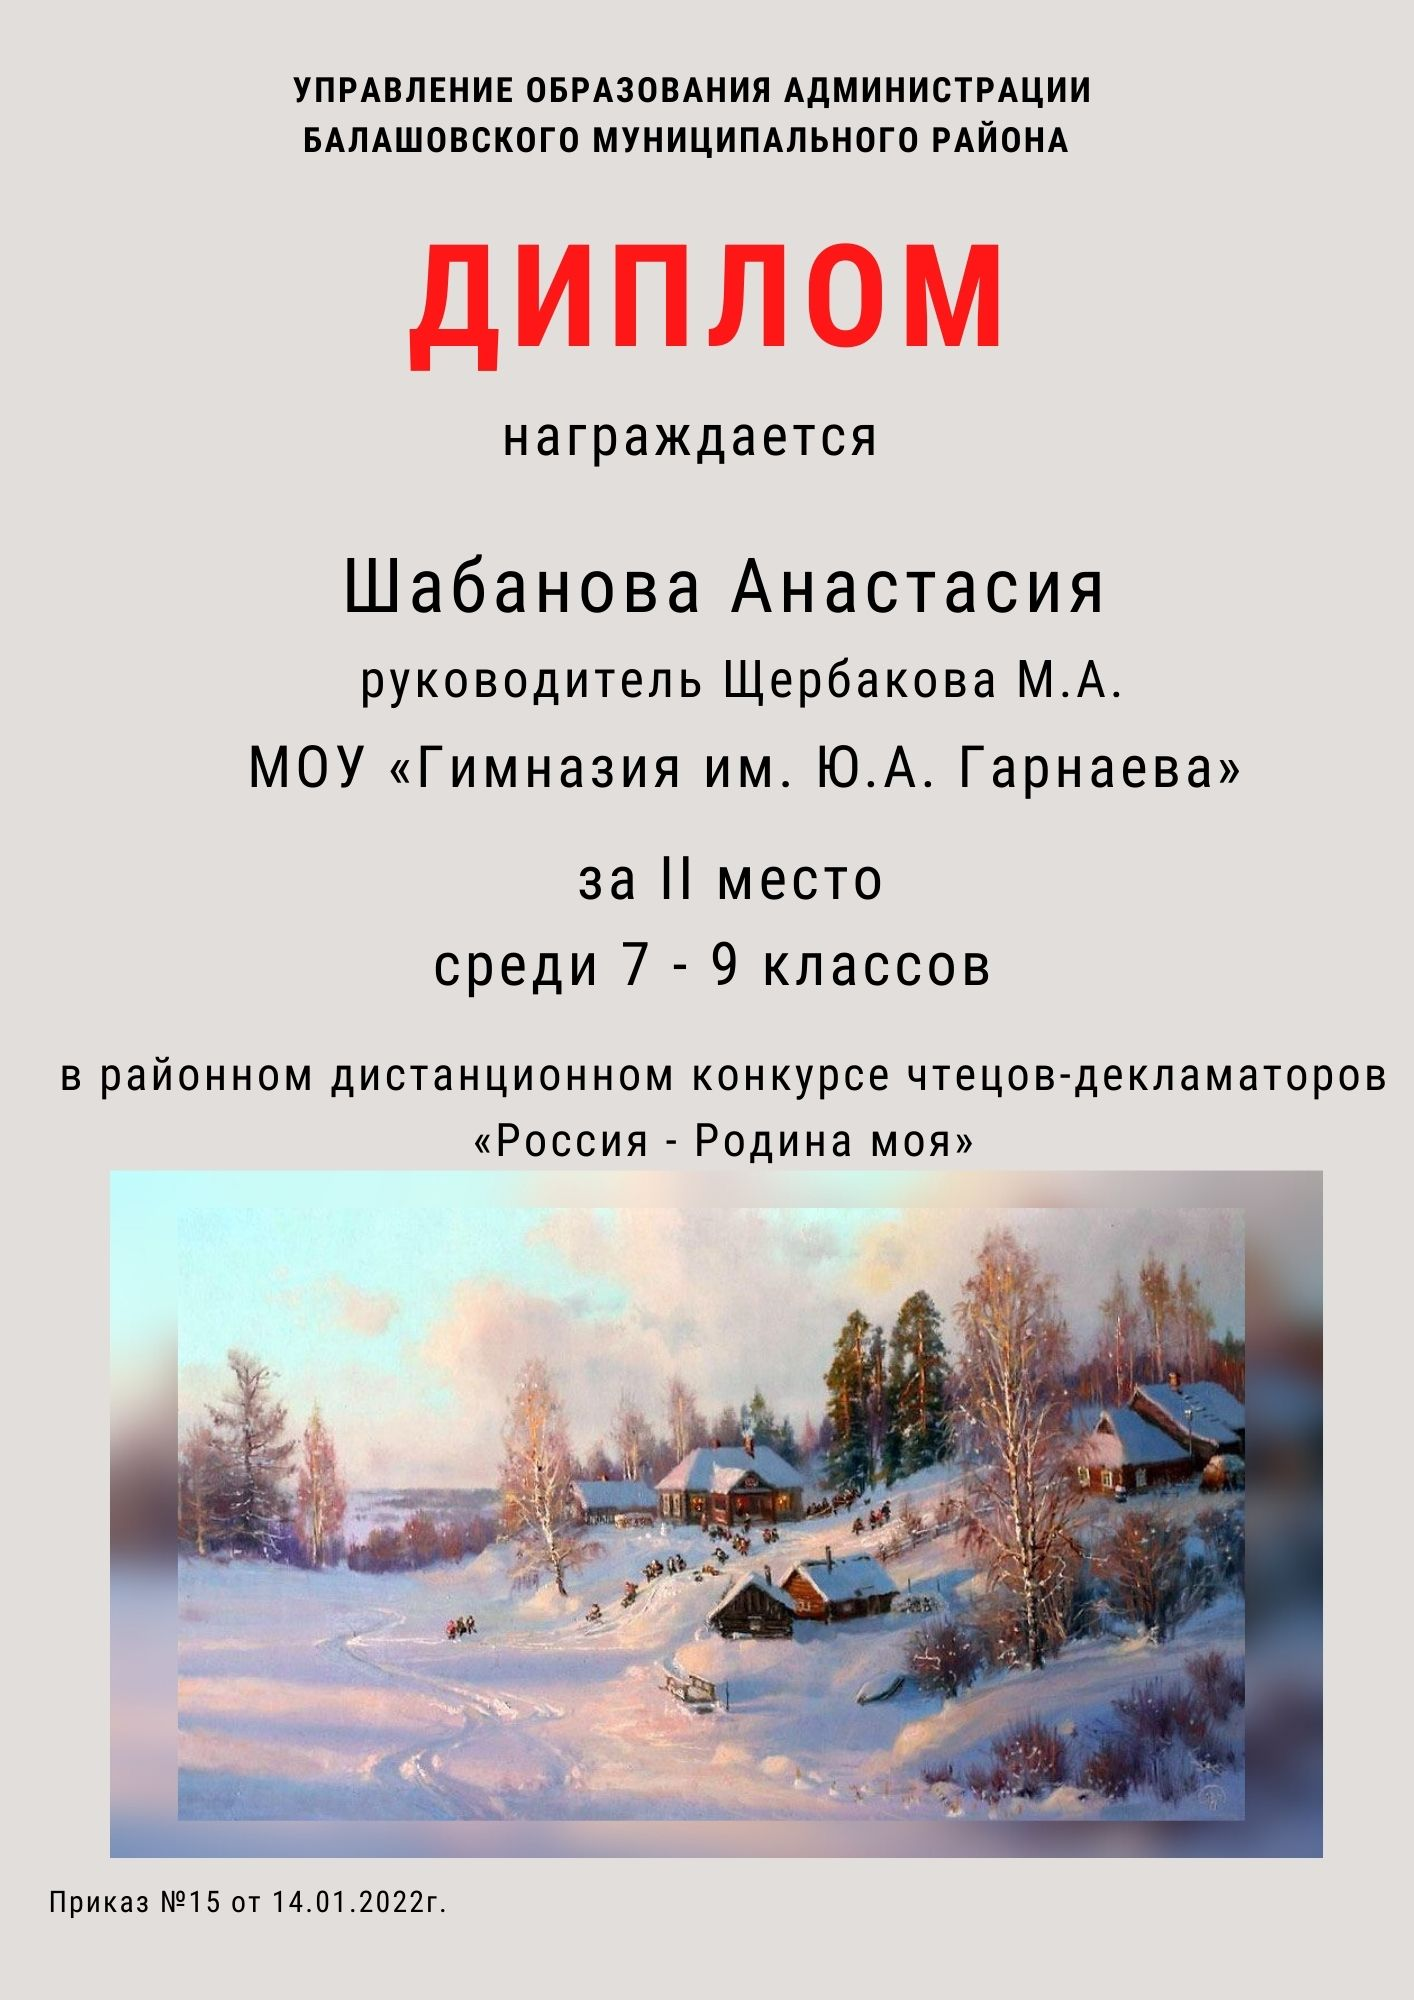 УПРАВЛЕНИЕ ОБРАЗОВАНИЯ АДМИНИСТРАЦИИ
БАЛАШОВСКОГО МУНИЦИПАЛЬНОГО РАЙОНА
ДИПЛОМ
награждается
Шабанова Анастасия
руководитель Щербакова М.А.
МОУ «Гимназия им. Ю.А. Гарнаева»
за II место
среди 7 - 9 классов
в районном дистанционном конкурсе чтецов-декламаторов
«Россия - Родина моя»
Приказ №15 от 14.01.2022г.